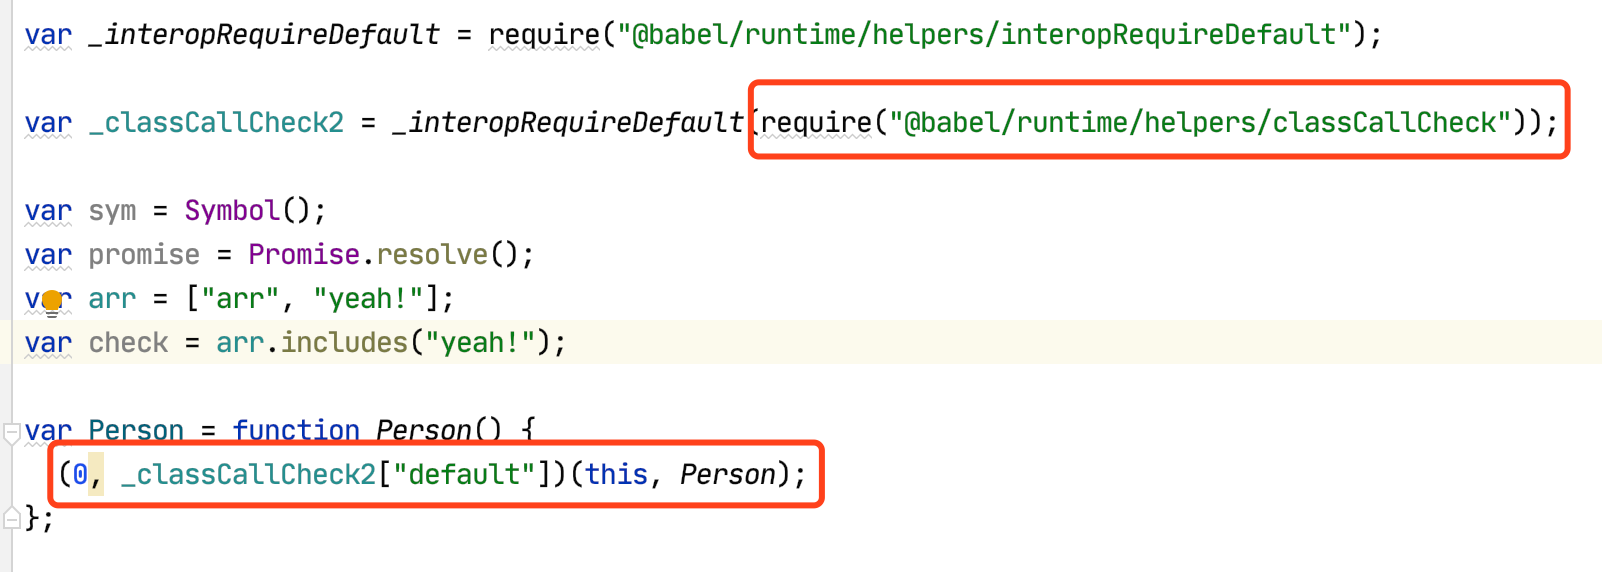 var _interopRequireDefault = require("@babel/runtime/helpers/interopRequireDefault");
var _classCallCheck2 = _interopRequireDefault(require("@babel/runtime/helpers/classCallCheck"));
var sym = Symbol();
var promise = Promise.resolve();
var arr = ["arr", "yeah!"];
var check = arr.includes("yeah!");
var Person = function Person() {
(0, _classCallCheck2["default"])(this, Person);
};